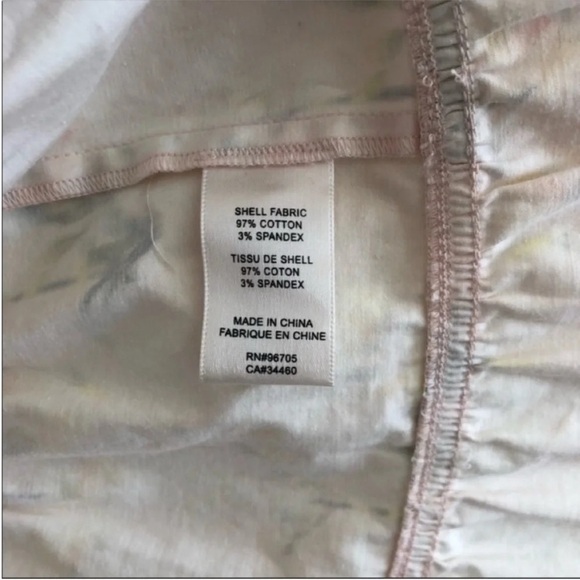 SHELL FABRIC
97% COTTON
3% SPANDEX
TISSU DE SHELL
97% COTON
3% SPANDEX
MADE IN CHINA
FABRIQUE EN CHINE
RN#96705
CA#34460